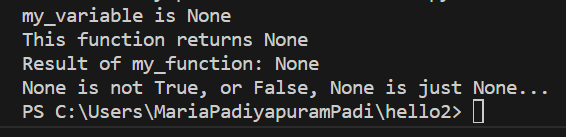 my_variable is None
This function returns None
Result of my_function: None
None is not True, or False, None is just None...
PS C:\Users\MariaPadiyapuramPadi\hello2>